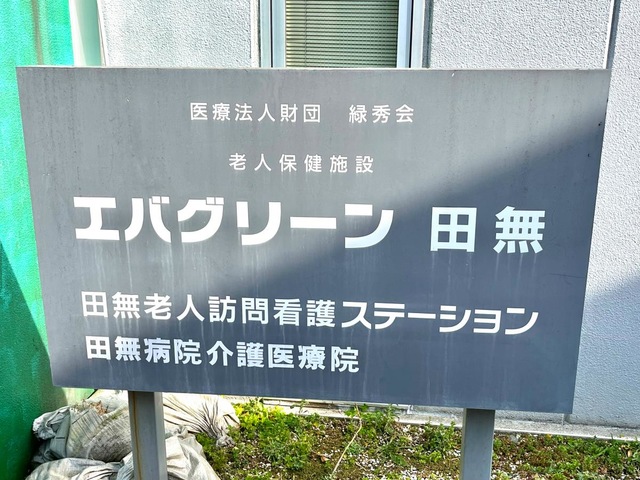 医療法人財団　緑秀会
老人保健施設
エバグリーン 田無
田無老人訪問看護ステーション
田無病院介護医療院